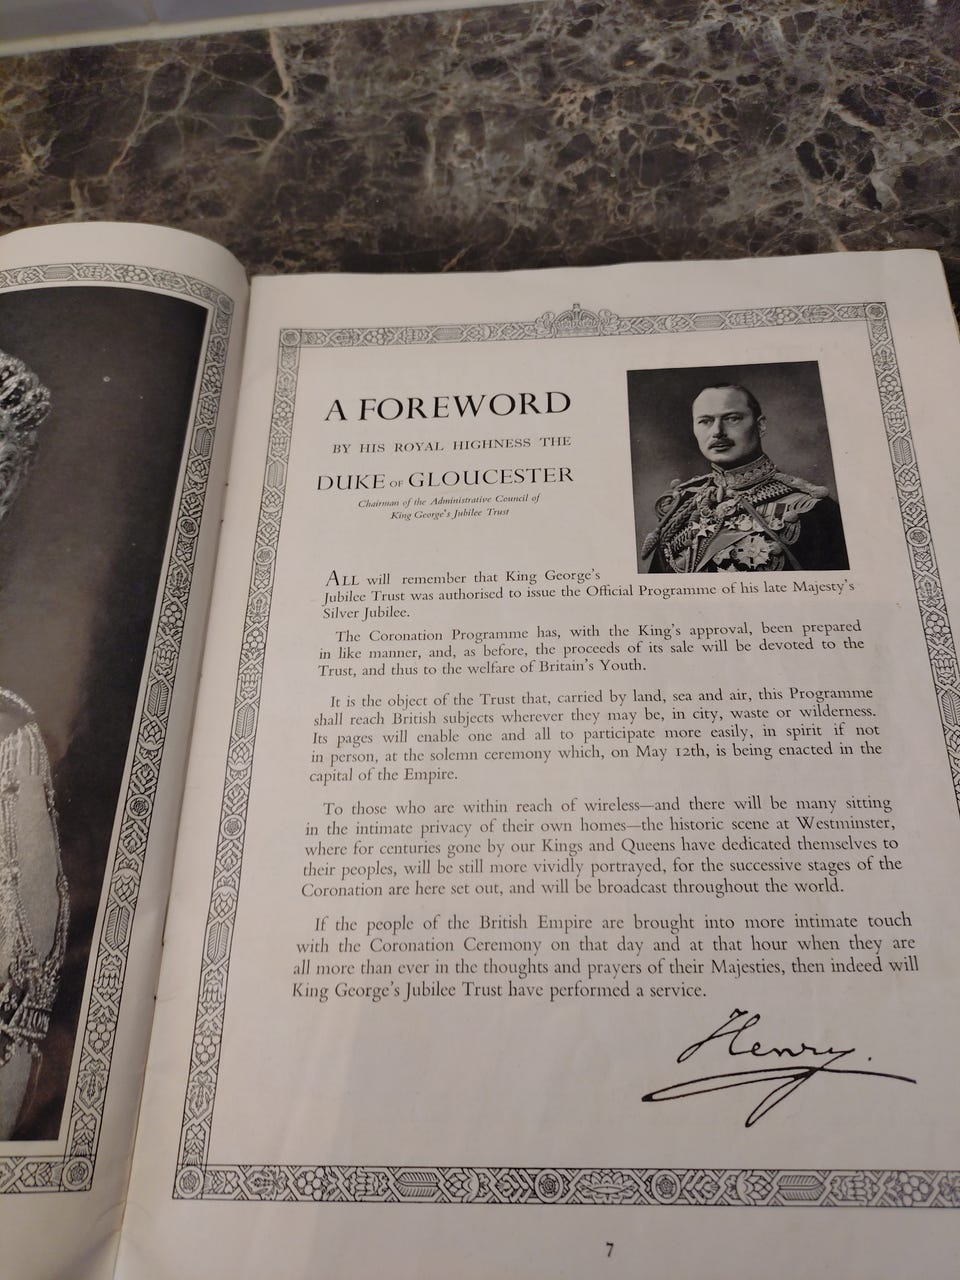 A FOREWORD
BY HIS ROYAL HIGHNESS THE
DUKE OF GLOUCESTER
Chairman of the Administrative Council of
King George's Jubilee Trust
ALL will remember that King George's
Jubilee Trust was authorised to issue the Official Programme of his late Majesty's
Silver Jubilee.
The Coronation Programme has, with the King's approval, been prepared
in like manner, and, as before, the proceeds of its sale will be devoted to the
Trust, and thus to the welfare of Britain's Youth.
It is the object of the Trust that, carried by land, sea and air, this Programme
shall reach British subjects wherever they may be, in city, waste or wilderness.
Its pages will enable one and all to participate more easily, in spirit if not
in person, at the solemn ceremony which, on May 12th, is being enacted in the
capital of the Empire.
To those who are within reach of wireless—and there will be many sitting
in the intimate privacy of their own homes—the historic scene at Westminster,
where for centuries gone by our Kings and Queens have dedicated themselves to
their peoples, will be still more vividly portrayed, for the successive stages of the
Coronation are here set out, and will be broadcast throughout the world.
If the people of the British Empire are brought into more intimate touch
with the Coronation Ceremony on that day and at that hour when they are
all more than ever in the thoughts and prayers of their Majesties, then indeed will
King George's Jubilee Trust have performed a service.
Henry.
7